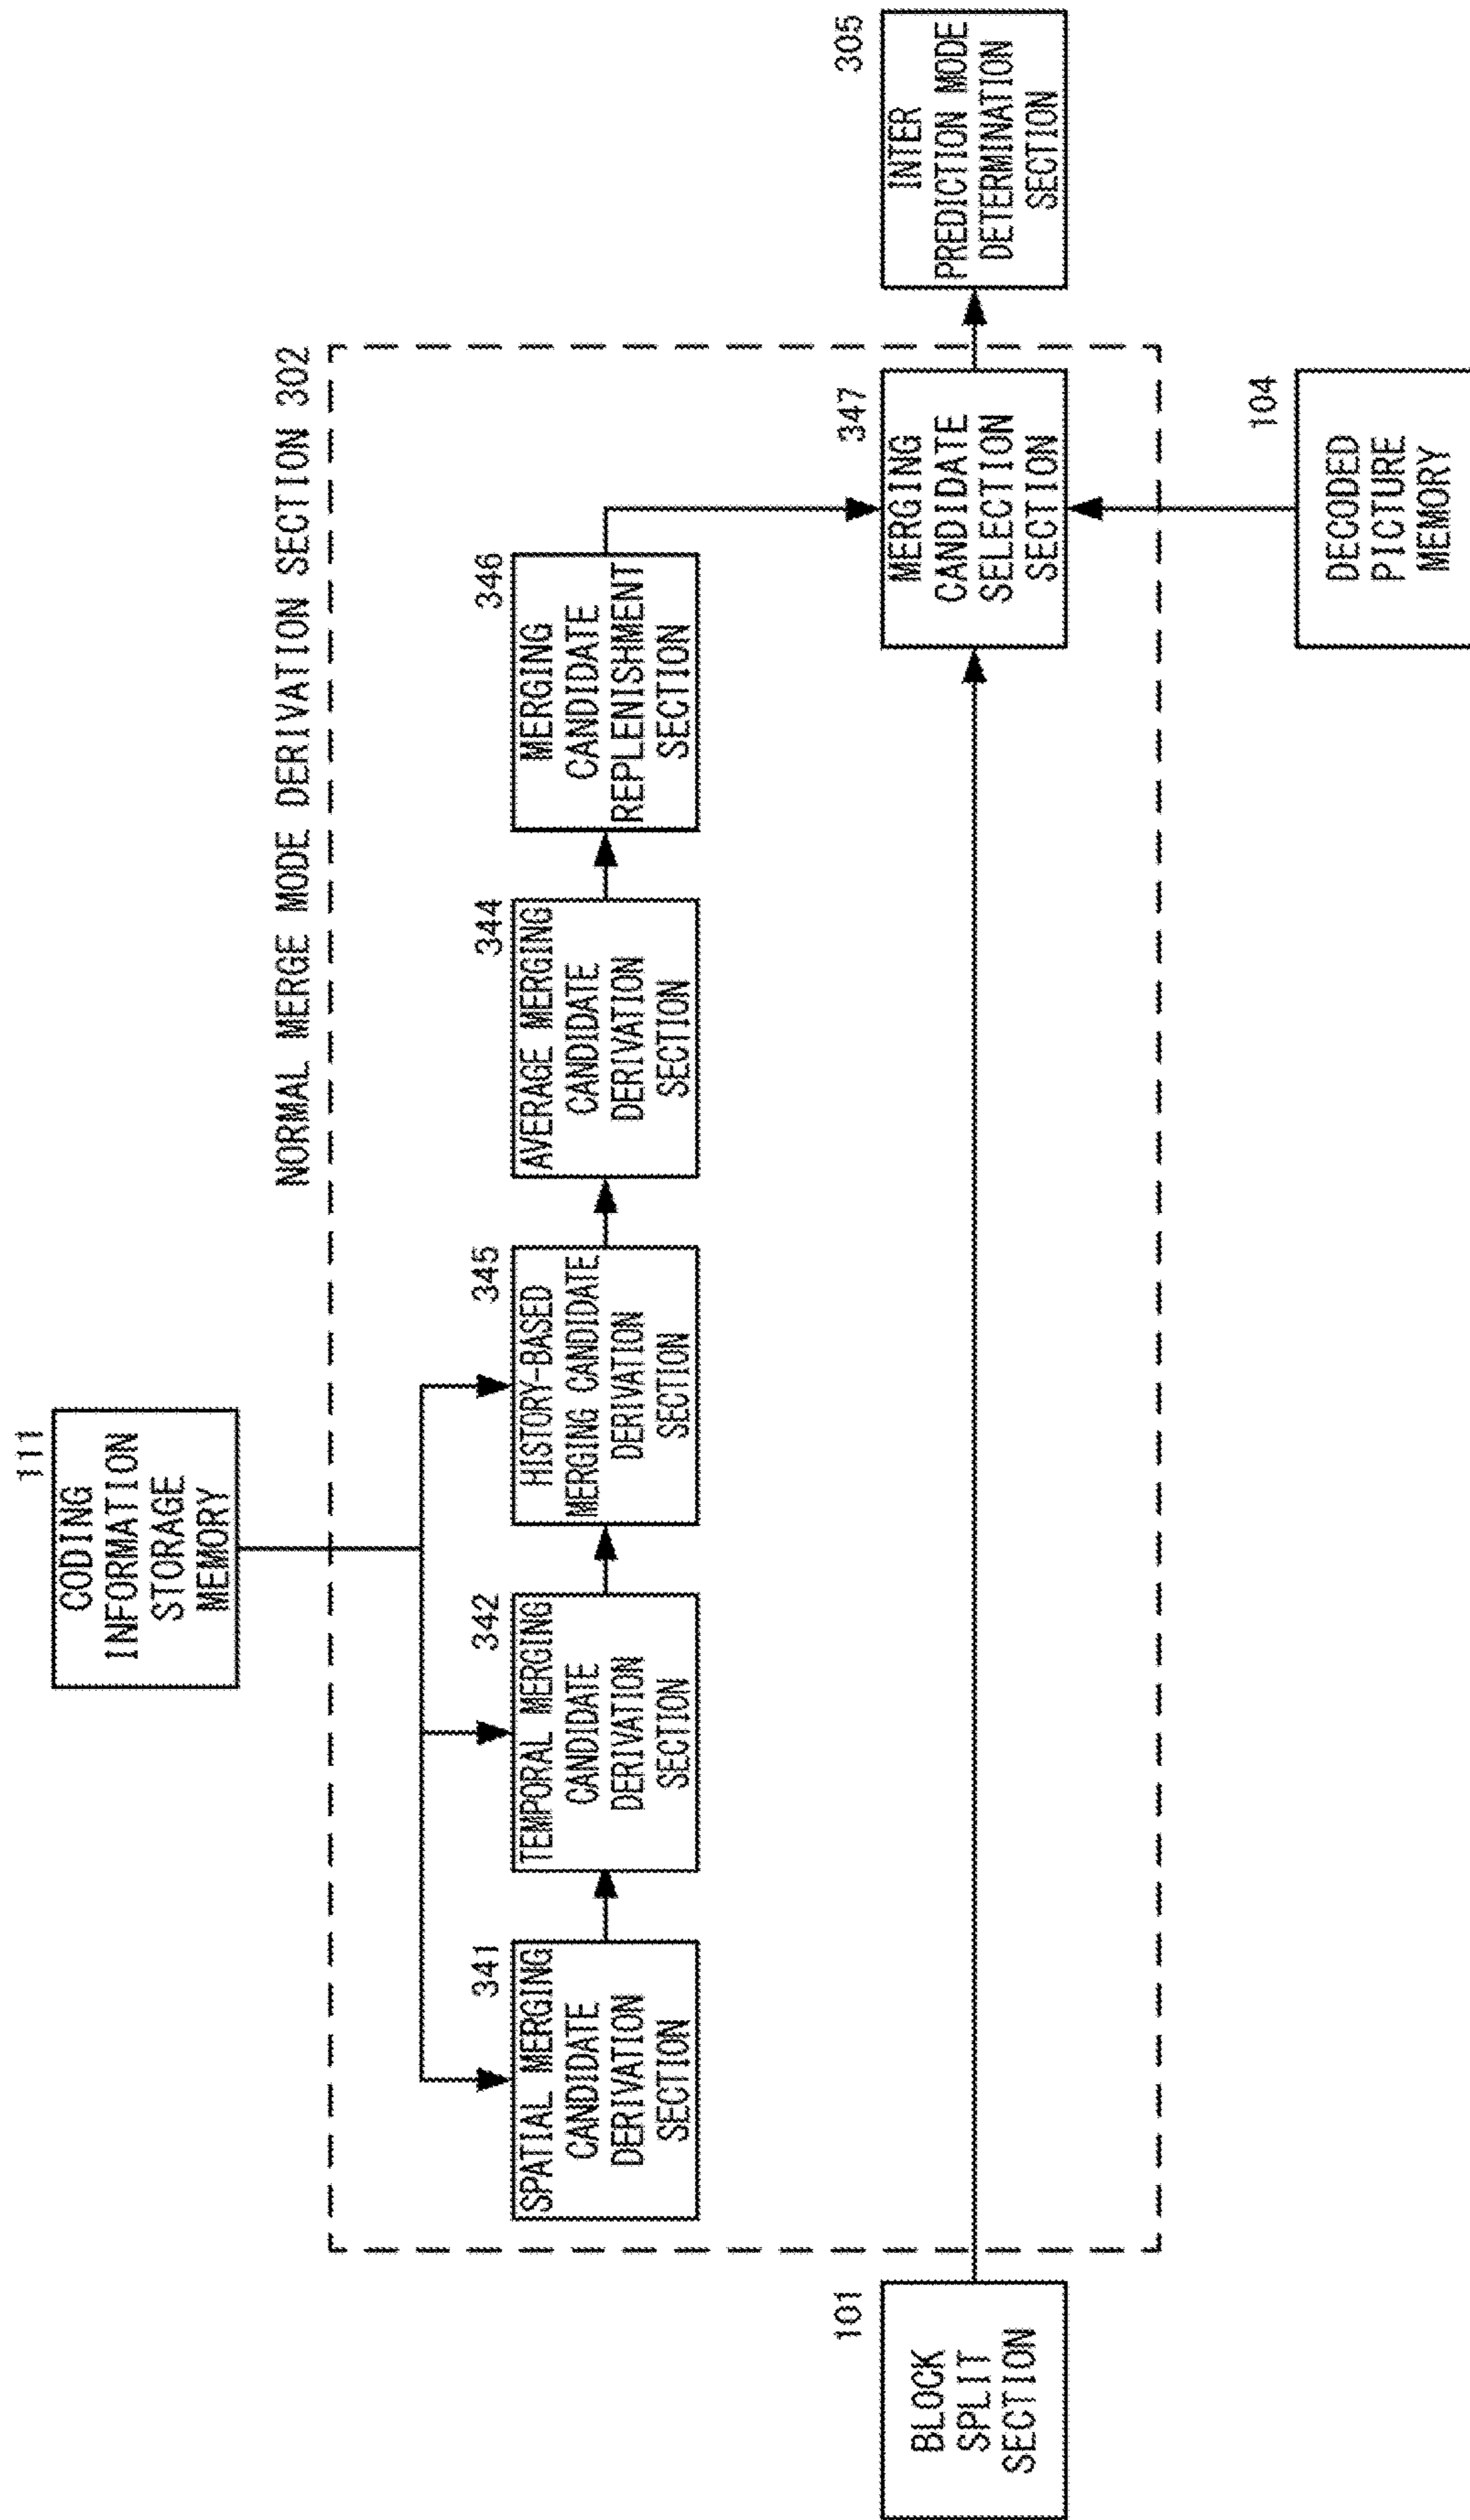 111
CODING
INFORMATION
STORAGE
MEMORY
NORMAL MERGE MODE DERIVATION SECTION 302
341
SPATIAL MERGING
CANDIDATE
DERIVATION
SECTION
342
TEMPORAL MERGING
CANDIDATE
DERIVATION
SECTION
345
HISTORY-BASED
MERGING CANDIDATE
DERIVATION
SECTION
344
AVERAGE MERGING
CANDIDATE
DERIVATION
SECTION
346
MERGING
CANDIDATE
REPLENISHMENT
SECTION
101
BLOCK
SPLIT
SECTION
347
MERGING
CANDIDATE
SELECTION
SECTION
305
INTER
PREDICTION MODE
DETERMINATION
SECTION
104
DECODED
PICTURE
MEMORY